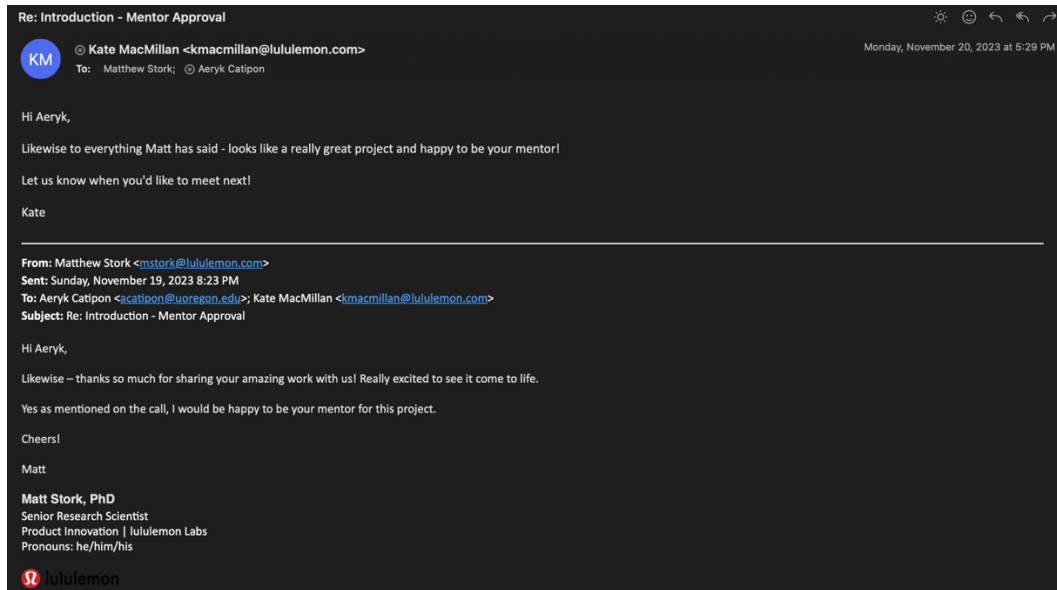 Re: Introduction - Mentor Approval
KM
Kate MacMillan <kmacmillan@lululemon.com>
Monday, November 20, 2023 at 5:29 PM
To: Matthew Stork; Aeryk Catipon
Hi Aeryk,
Likewise to everything Matt has said - looks like a really great project and happy to be your mentor!
Let us know when you'd like to meet next!
Kate
From: Matthew Stork <mstork@lululemon.com>
Sent: Sunday, November 19, 2023 8:23 PM
To: Aeryk Catipon <acatipon@uoregon.edu>; Kate MacMillan <kmacmillan@lululemon.com>
Subject: Re: Introduction - Mentor Approval
Hi Aeryk,
Likewise – thanks so much for sharing your amazing work with us! Really excited to see it come to life.
Yes as mentioned on the call, I would be happy to be your mentor for this project.
Cheers!
Matt
Matt Stork, PhD
Senior Research Scientist
Product Innovation | lululemon Labs
Pronouns: he/him/his
lululemon